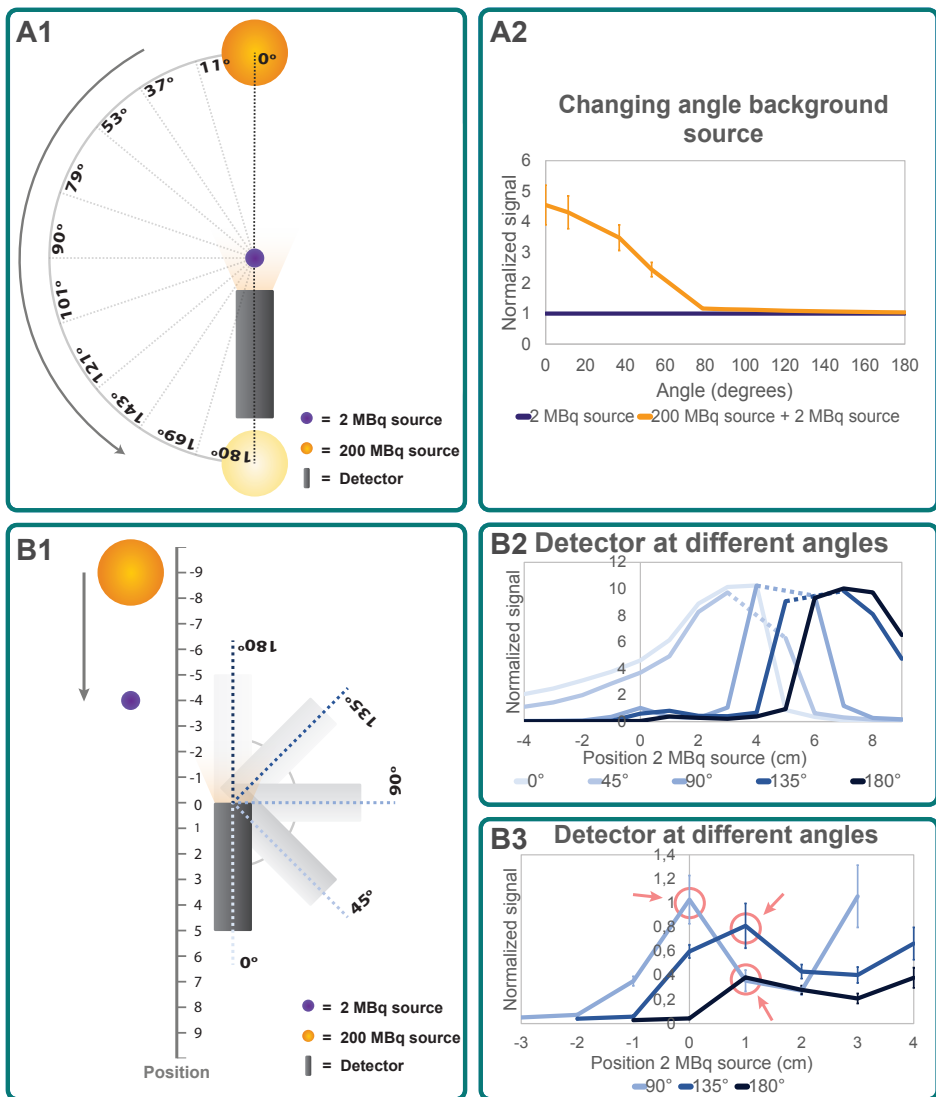 A1
0°
11°
37°
53°
79°
90°
101°
121°
143°
169°
180°
= 2 MBq source
= 200 MBq source
= Detector
A2
Changing angle background
source
Normalized signal
6
5
4
3
2
1
0
0 20 40 60 80 100 120 140 160 180
Angle (degrees)
2 MBq source 200 MBq source + 2 MBq source
B1
-9
-8
-7
-6
-5
-4
-3
-2
-1
0
1
2
3
4
5
6
7
8
9
Position
180°
135°
90°
45°
0°
= 2 MBq source
= 200 MBq source
= Detector
B2 Detector at different angles
Normalized signal
12
10
8
6
4
2
0
-4 -2 0 2 4 6 8
Position 2 MBq source (cm)
0° 45° 90° 135° 180°
B3 Detector at different angles
Normalized signal
1,4
1,2
1
0,8
0,6
0,4
0,2
0
-3 -2 -1 0 1 2 3 4
Position 2 MBq source (cm)
90° 135° 180°